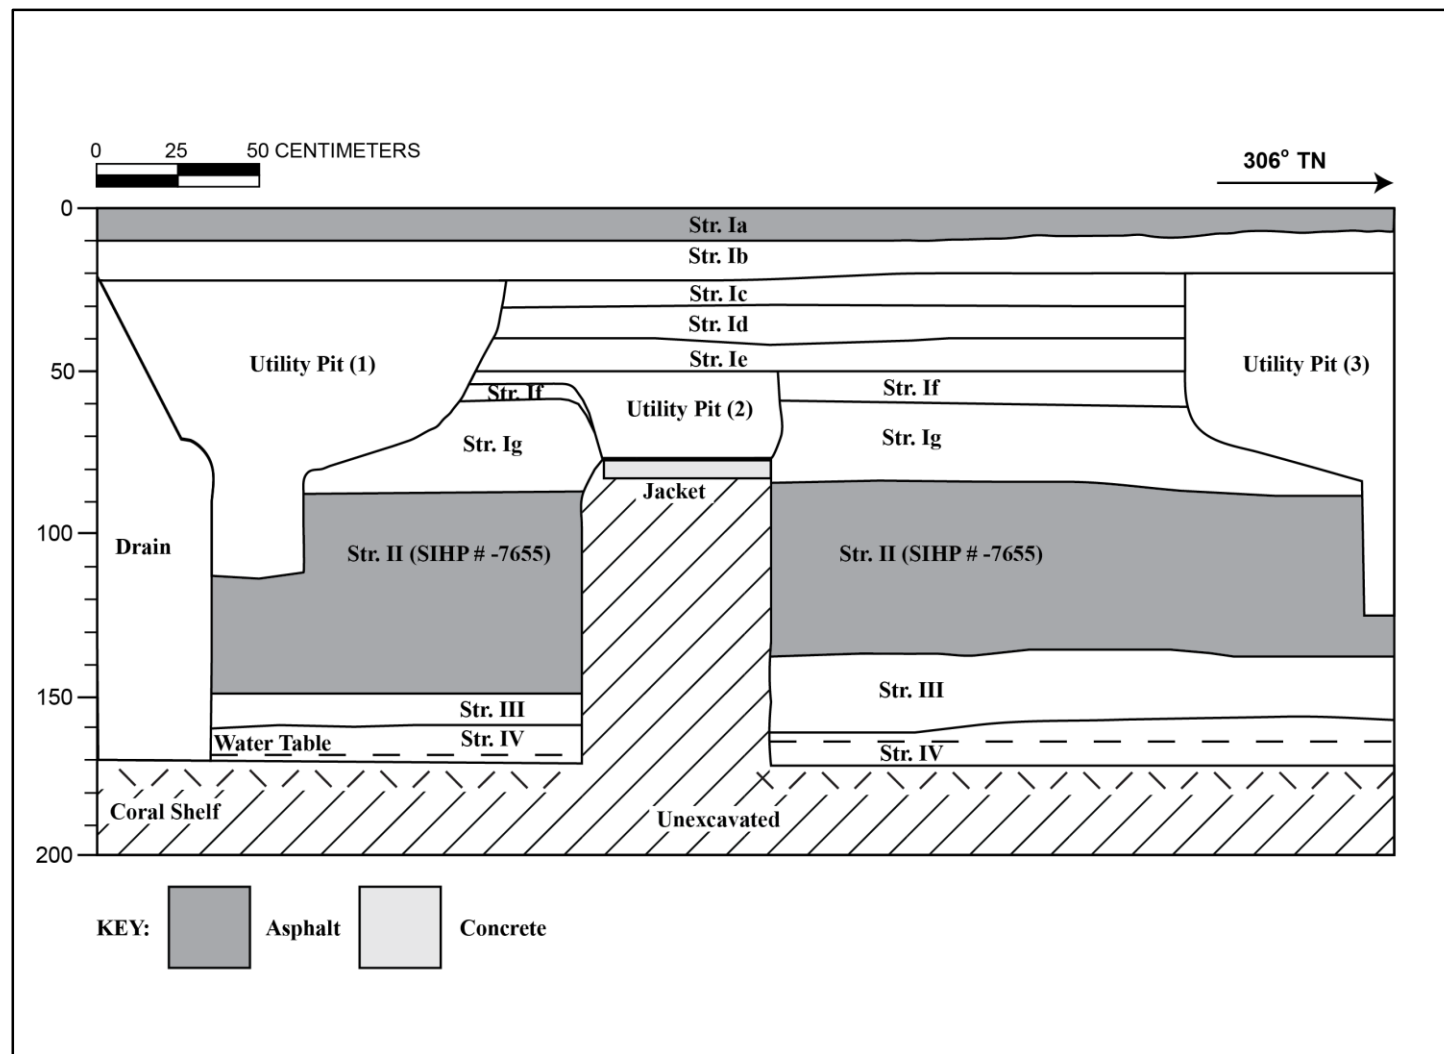 0 25 50 CENTIMETERS
306° TN
0
Str. Ia
Str. Ib
Str. Ic
Str. Id
Str. Ie
Utility Pit (1)
Utility Pit (3)
50
Str. If
Str. If
Utility Pit (2)
Str. Ig
Str. Ig
Jacket
100
Drain
Str. II (SIHP # -7655)
Str. II (SIHP # -7655)
150
Str. III
Str. III
Water Table
Str. IV
Str. IV
Coral Shelf
Unexcavated
200
KEY: Asphalt Concrete